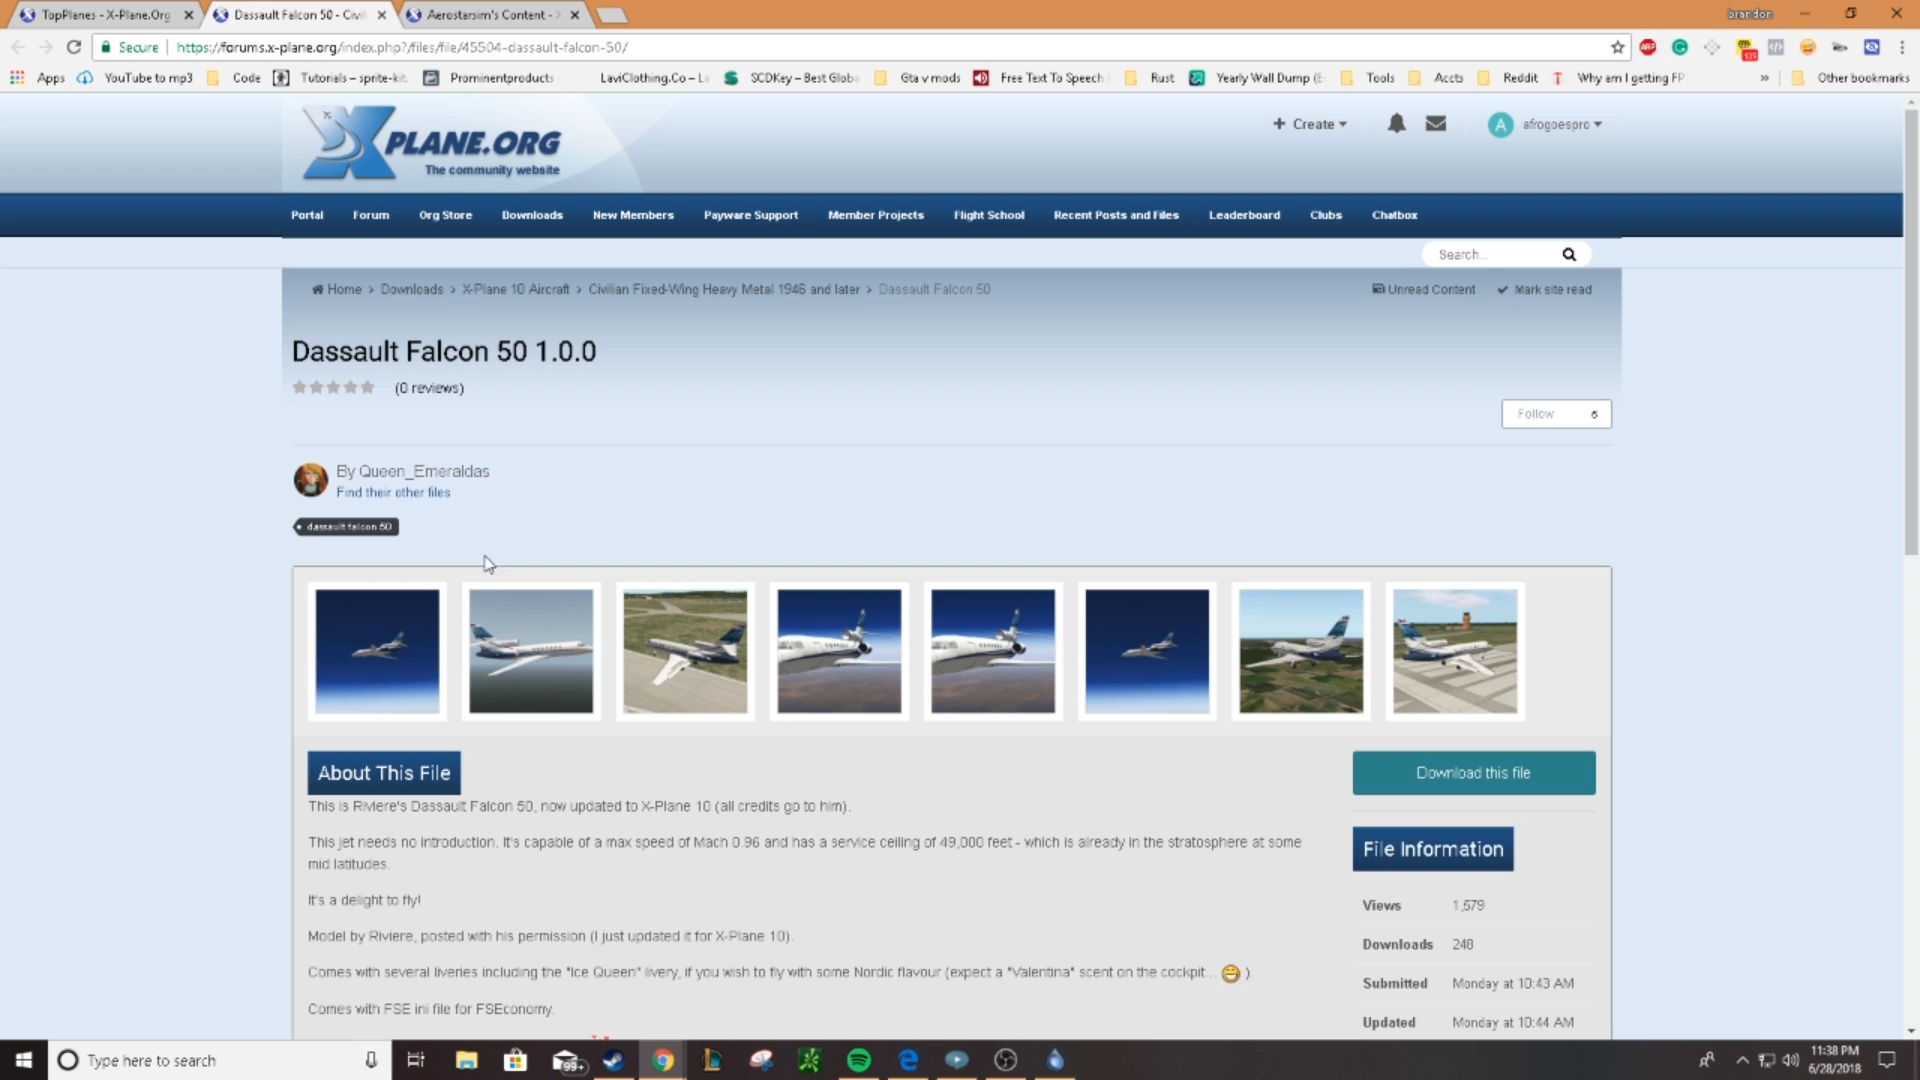 TopPlanes - X-Plane.Org
Dassault Falcon 50 - Civil
Aerostarsim's Content -
brandon
Secure
https://forums.x-plane.org/index.php?/files/file/45504-dassault-falcon-50/
ABP
135
Apps
YouTube to mp3
Code
Tutorials – sprite-kit
Prominentproducts
LaviClothing.Co – L
SCDKey – Best Globa
Gta v mods
Free Text To Speech
Rust
Yearly Wall Dump (E
Tools
Accts
Reddit
Why am I getting FP
»
Other bookmarks
XPLANE.ORG
The community website
+ Create
A
afrogoespro
Portal
Forum
Org Store
Downloads
New Members
Payware Support
Member Projects
Flight School
Recent Posts and Files
Leaderboard
Clubs
Chatbox
Search...
Home > Downloads > X-Plane 10 Aircraft > Civilian Fixed-Wing Heavy Metal 1946 and later > Dassault Falcon 50
Unread Content
Mark site read
Dassault Falcon 50 1.0.0
(0 reviews)
Follow 6
By Queen_Emeraldas
Find their other files
dassault falcon 50
About This File
This is Riviere's Dassault Falcon 50, now updated to X-Plane 10 (all credits go to him).
This jet needs no introduction. It's capable of a max speed of Mach 0.96 and has a service ceiling of 49,000 feet - which is already in the stratosphere at some
mid latitudes.
It's a delight to fly!
Model by Riviere, posted with his permission (I just updated it for X-Plane 10).
Comes with several liveries including the "Ice Queen" livery, if you wish to fly with some Nordic flavour (expect a "Valentina" scent on the cockpit... )
Comes with FSE ini file for FSEconomy.
Download this file
File Information
Views 1,579
Downloads 248
Submitted Monday at 10:43 AM
Updated Monday at 10:44 AM
Type here to search
99+
11:38 PM
6/28/2018